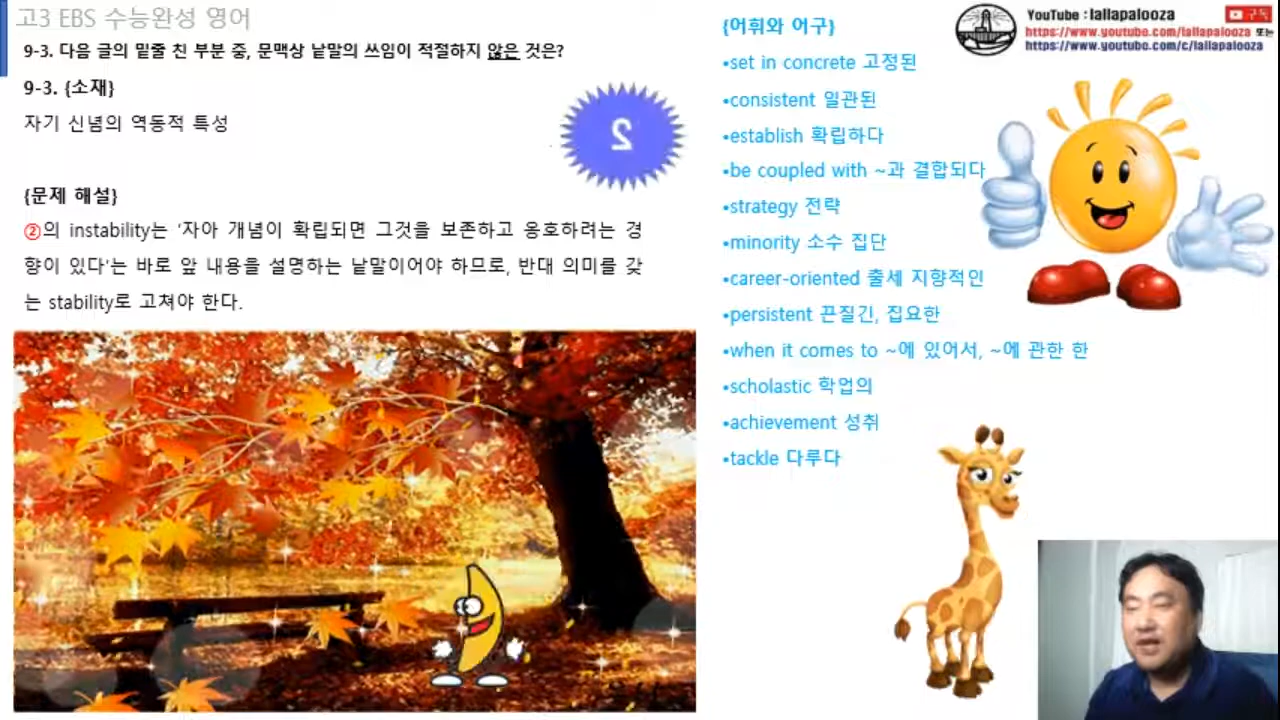 고3 EBS 수능완성 영어
9-3. 다음 글의 밑줄 친 부분 중, 문맥상 낱말의 쓰임이 적절하지 않은 것은?
9-3. {소재}
자기 신념의 역동적 특성
2
{문제 해설}
②의 instability는 '자아 개념이 확립되면 그것을 보존하고 옹호하려는 경
향이 있다'는 바로 앞 내용을 설명하는 낱말이어야 하므로, 반대 의미를 갖
는 stability로 고쳐야 한다.
{어휘와 어구}
•set in concrete 고정된
•consistent 일관된
•establish 확립하다
•be coupled with ~과 결합되다
•strategy 전략
•minority 소수 집단
•career-oriented 출세 지향적인
•persistent 끈질긴, 집요한
•when it comes to ~에 있어서, ~에 관한 한
•scholastic 학업의
•achievement 성취
•tackle 다루다
YouTube : lallapalooza
구독
https://www.youtube.com/lallapalooza 또는
https://www.youtube.com/c/lallapalooza